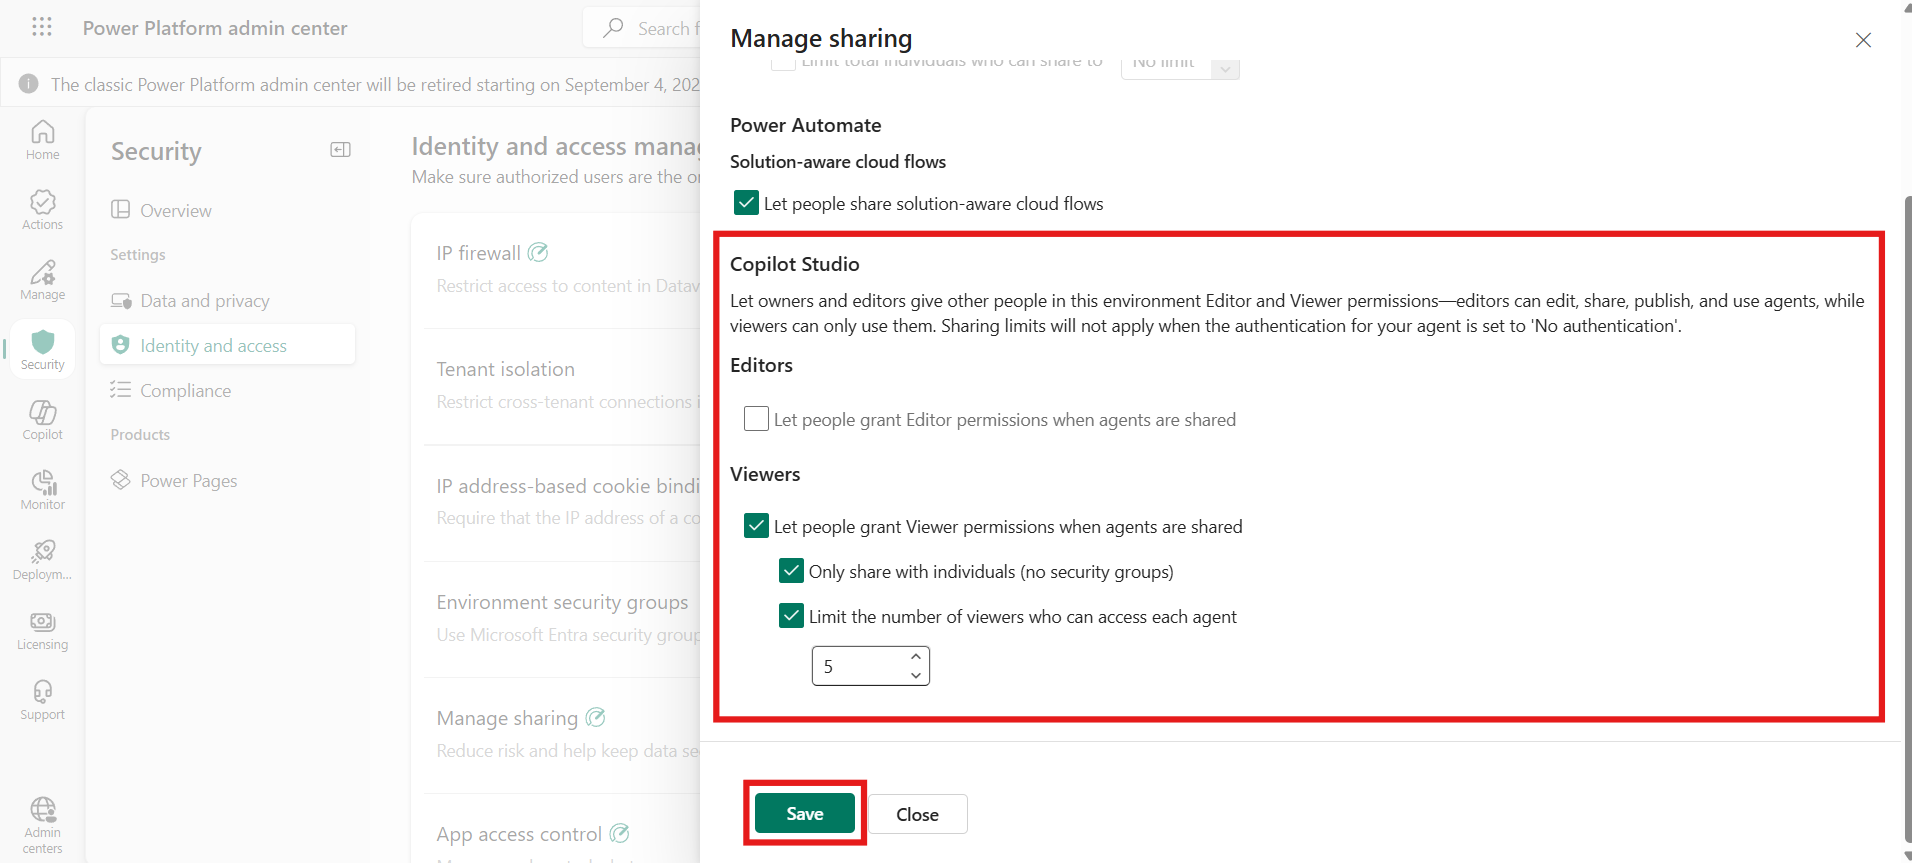 Power Platform admin center
Search f
The classic Power Platform admin center will be retired starting on September 4, 202
Home
Actions
Manage
Security
Copilot
Monitor
Deploym...
Licensing
Support
Admin
centers
Security
Overview
Settings
Data and privacy
Identity and access
Compliance
Products
Power Pages
Identity and access manag
Make sure authorized users are the on
IP firewall
Restrict access to content in Datav
Tenant isolation
Restrict cross-tenant connections i
IP address-based cookie bindi
Require that the IP address of a co
Environment security groups
Use Microsoft Entra security group
Manage sharing
Reduce risk and help keep data se
App access control
Manage sharing
Limit total individuals who can share to
No limit
Power Automate
Solution-aware cloud flows
Let people share solution-aware cloud flows
Copilot Studio
Let owners and editors give other people in this environment Editor and Viewer permissions—editors can edit, share, publish, and use agents, while
viewers can only use them. Sharing limits will not apply when the authentication for your agent is set to 'No authentication'.
Editors
Let people grant Editor permissions when agents are shared
Viewers
Let people grant Viewer permissions when agents are shared
Only share with individuals (no security groups)
Limit the number of viewers who can access each agent
5
Save
Close